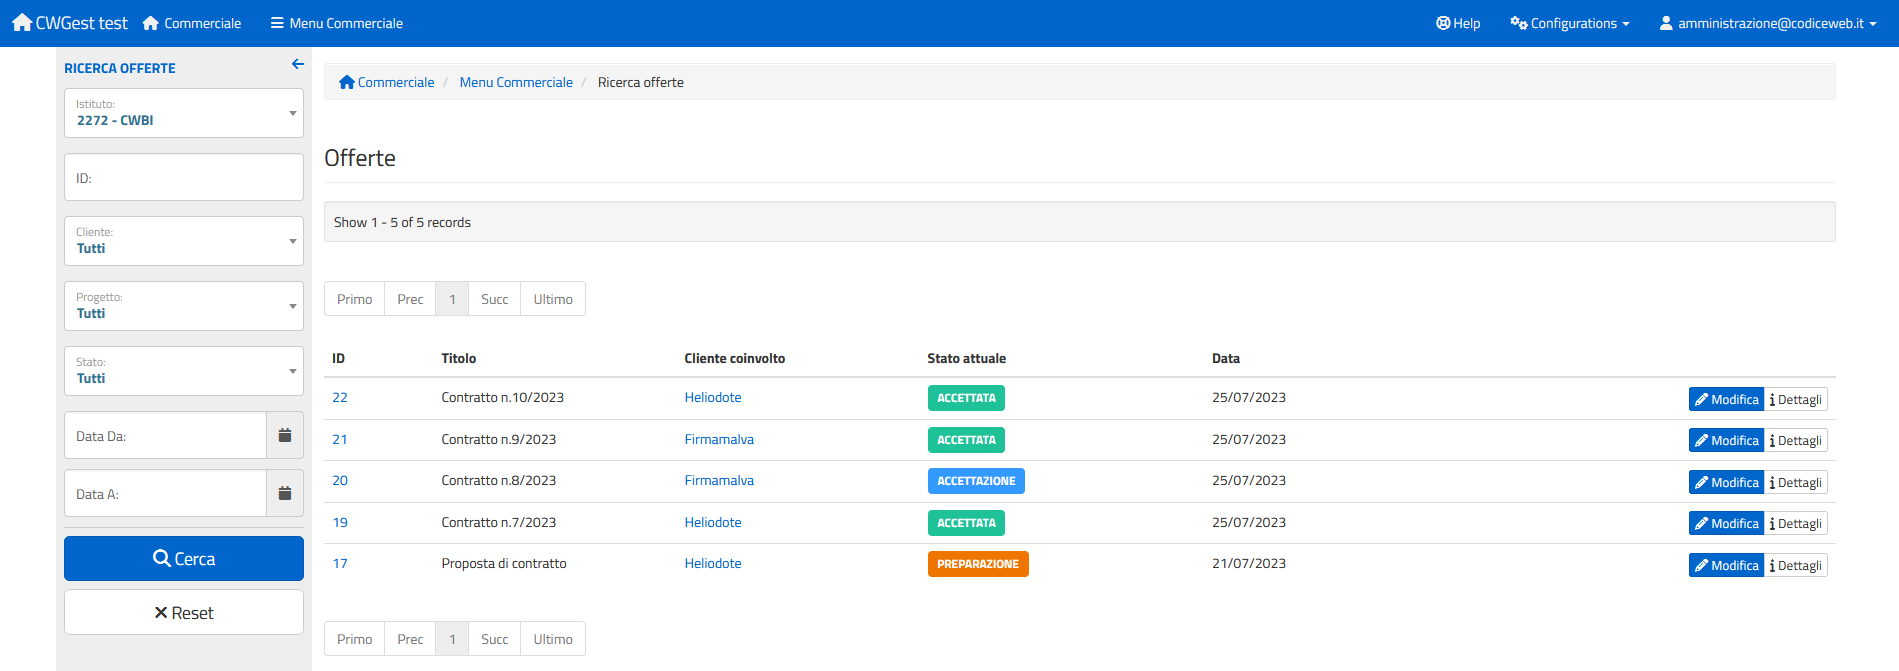 CWGest test Commerciale Menu Commerciale Help Configurations amministrazione@codiceweb.it
RICERCA OFFERTE
Istituto:
2272 - CWBI
ID:
Cliente:
Tutti
Progetto:
Tutti
Stato:
Tutti
Data Da:
Data A:
Cerca
Reset
Commerciale / Menu Commerciale / Ricerca offerte
Offerte
Show 1 - 5 of 5 records
Primo Prec 1 Succ Ultimo
ID Titolo Cliente coinvolto Stato attuale Data
22 Contratto n.10/2023 Heliodote ACCETTATA 25/07/2023 Modifica Dettagli
21 Contratto n.9/2023 Firmamalva ACCETTATA 25/07/2023 Modifica Dettagli
20 Contratto n.8/2023 Firmamalva ACCETTAZIONE 25/07/2023 Modifica Dettagli
19 Contratto n.7/2023 Heliodote ACCETTATA 25/07/2023 Modifica Dettagli
17 Proposta di contratto Heliodote PREPARAZIONE 21/07/2023 Modifica Dettagli
Primo Prec 1 Succ Ultimo